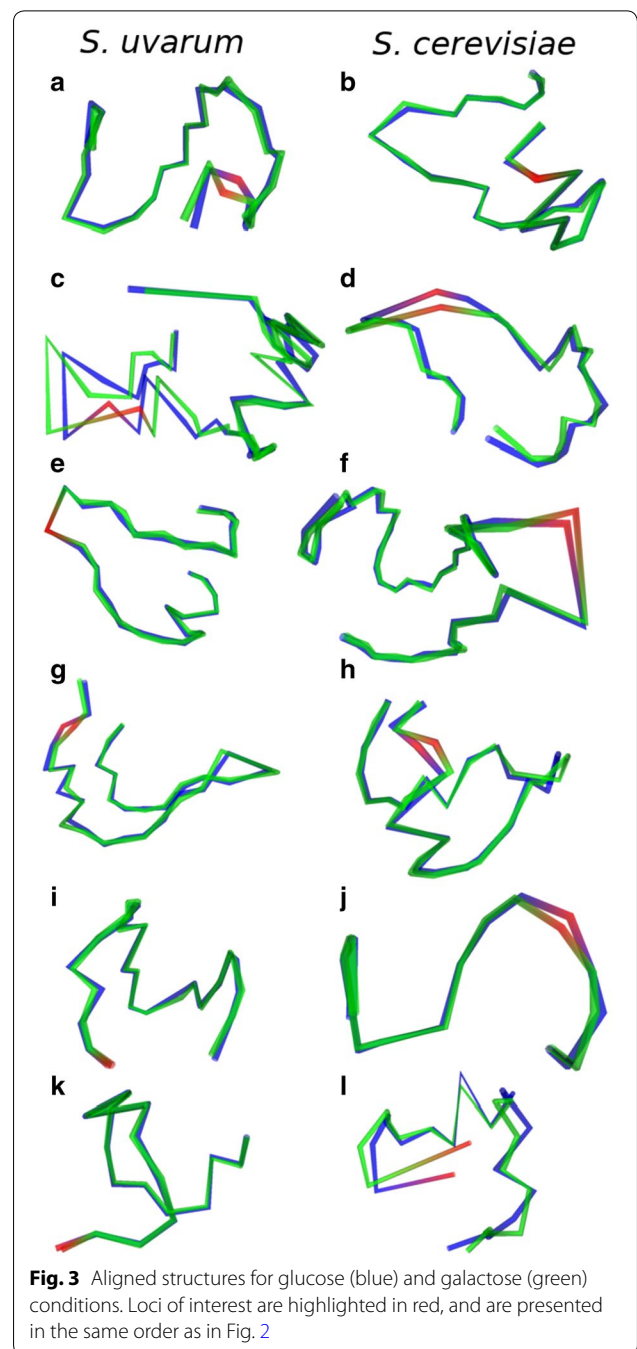 S. uvarum S. cerevisiae
a b
c d
e f
g h
i j
k l
Fig. 3 Aligned structures for glucose (blue) and galactose (green)
conditions. Loci of interest are highlighted in red, and are presented
in the same order as in Fig. 2